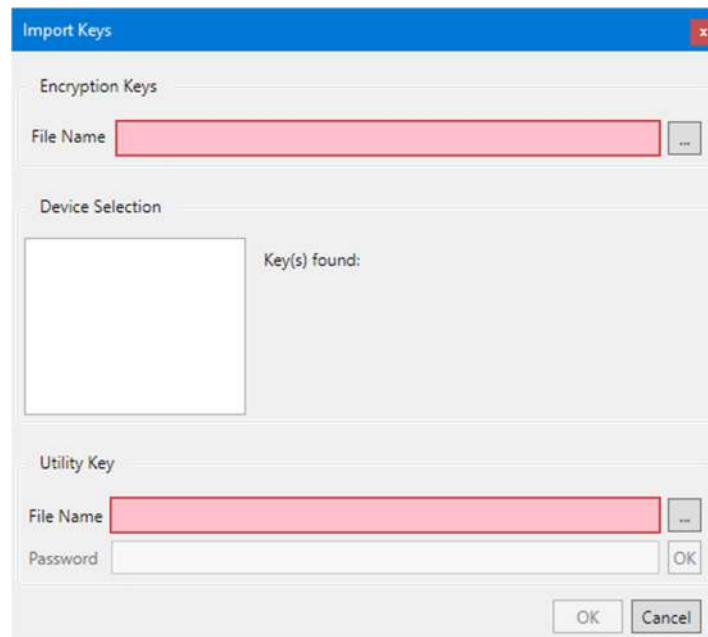 Import Keys x
Encryption Keys
File Name ...
Device Selection
Key(s) found:
Utility Key
File Name ...
Password OK
OK Cancel